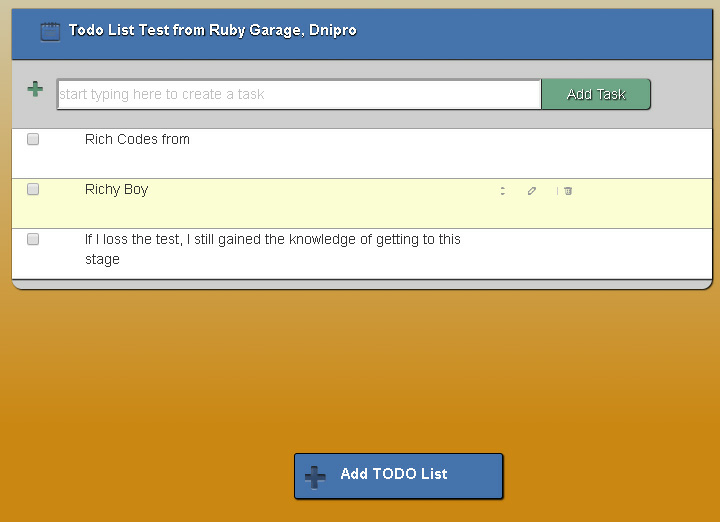 Todo List Test from Ruby Garage, Dnipro
start typing here to create a task
Add Task
Rich Codes from
Richy Boy
If I loss the test, I still gained the knowledge of getting to this
stage
Add TODO List